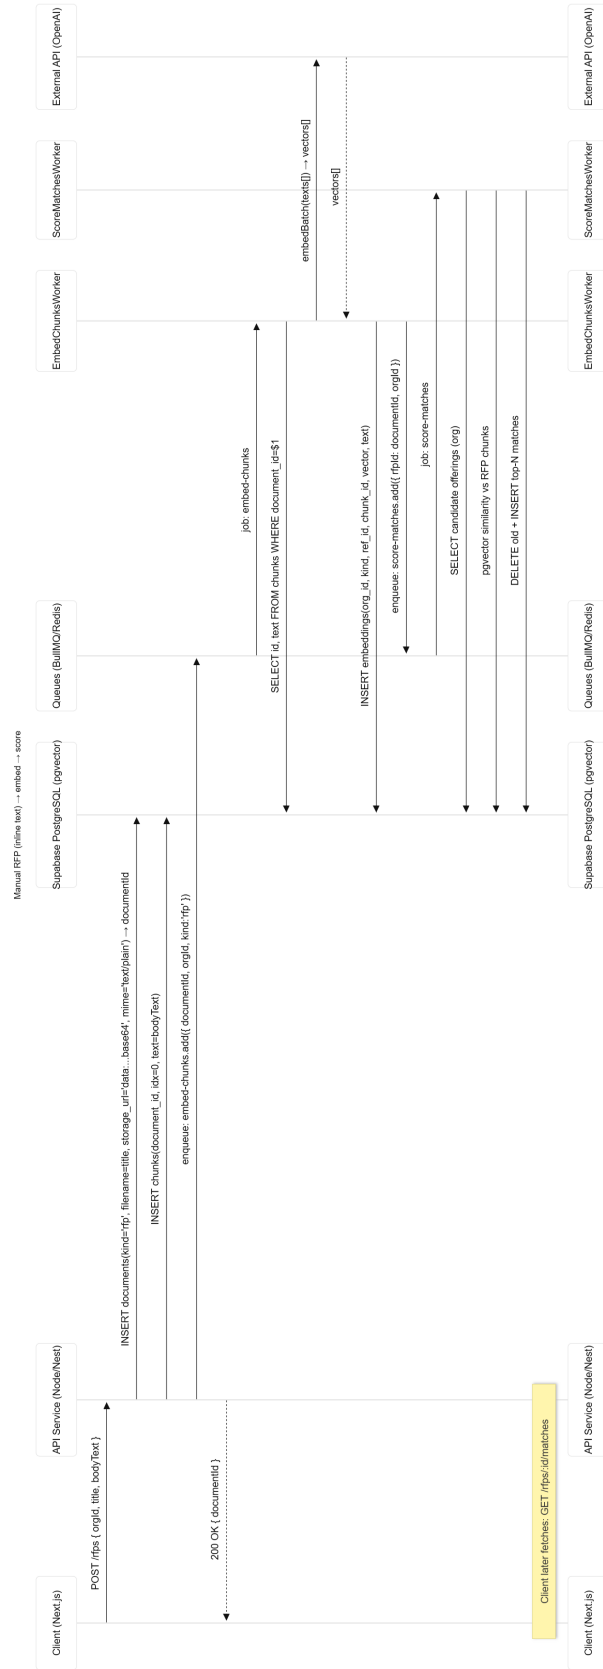 Manual RFP (inline text) → embed → score
Client (Next.js)
API Service (Node/Nest)
Supabase PostgreSQL (pgvector)
Queues (BullMQ/Redis)
EmbedChunksWorker
ScoreMatchesWorker
External API (OpenAI)
POST /rfps { orgId, title, bodyText }
INSERT documents(kind='rfp', filename=title, storage_url='data:...base64', mime='text/plain') → documentId
INSERT chunks(document_id, idx=0, text=bodyText)
enqueue: embed-chunks.add({ documentId, orgId, kind:'rfp' })
200 OK { documentId }
job: embed-chunks
SELECT id, text FROM chunks WHERE document_id=$1
embedBatch(texts[]) → vectors[]
vectors[]
INSERT embeddings(org_id, kind, ref_id, chunk_id, vector, text)
enqueue: score-matches.add({ rfpId: documentId, orgId })
job: score-matches
SELECT candidate offerings (org)
pgvector similarity vs RFP chunks
DELETE old + INSERT top-N matches
Client later fetches: GET /rfps/:id/matches
Client (Next.js)
API Service (Node/Nest)
Supabase PostgreSQL (pgvector)
Queues (BullMQ/Redis)
EmbedChunksWorker
ScoreMatchesWorker
External API (OpenAI)